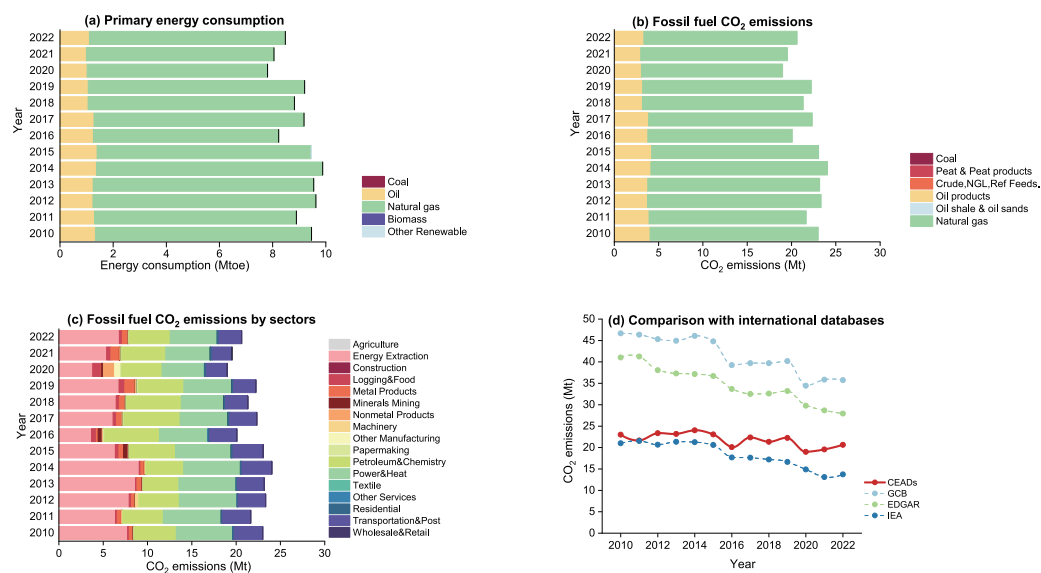 (a) Primary energy consumption
2022
2021
2020
2019
2018
2017
2016
2015
2014
2013
2012
2011
2010
Year
0 2 4 6 8 10
Energy consumption (Mtoe)
Coal
Oil
Natural gas
Biomass
Other Renewable
(b) Fossil fuel CO₂ emissions
2022
2021
2020
2019
2018
2017
2016
2015
2014
2013
2012
2011
2010
Year
0 5 10 15 20 25 30
CO₂ emissions (Mt)
Coal
Peat & Peat products
Crude,NGL,Ref Feeds.
Oil products
Oil shale & oil sands
Natural gas
(c) Fossil fuel CO₂ emissions by sectors
2022
2021
2020
2019
2018
2017
2016
2015
2014
2013
2012
2011
2010
Year
0 5 10 15 20 25 30
CO₂ emissions (Mt)
Agriculture
Energy Extraction
Construction
Logging&Food
Metal Products
Minerals Mining
Nonmetal Products
Machinery
Other Manufacturing
Papermaking
Petroleum&Chemistry
Power&Heat
Textile
Other Services
Residential
Transportation&Post
Wholesale&Retail
(d) Comparison with international databases
50
45
40
35
30
25
20
15
10
5
0
CO₂ emissions (Mt)
CEADs
GCB
EDGAR
IEA
2010 2012 2014 2016 2018 2020 2022
Year